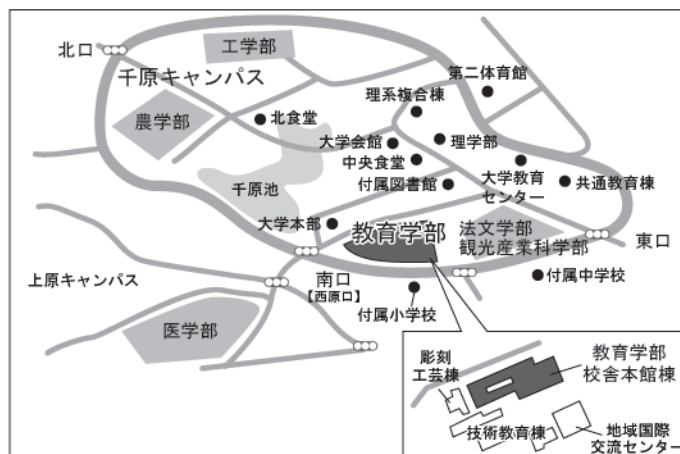 北口
工学部
千原キャンパス
農学部
北食堂
理系複合棟
第二体育館
大学会館
中央食堂
付属図書館
理学部
大学教育
センター
共通教育棟
千原池
大学本部
教育学部
法文学部
観光産業科学部
東口
上原キャンパス
南口
【西原口】
付属小学校
付属中学校
医学部
彫刻
工芸棟
教育学部
校舎本館棟
技術教育棟
地域国際
交流センター